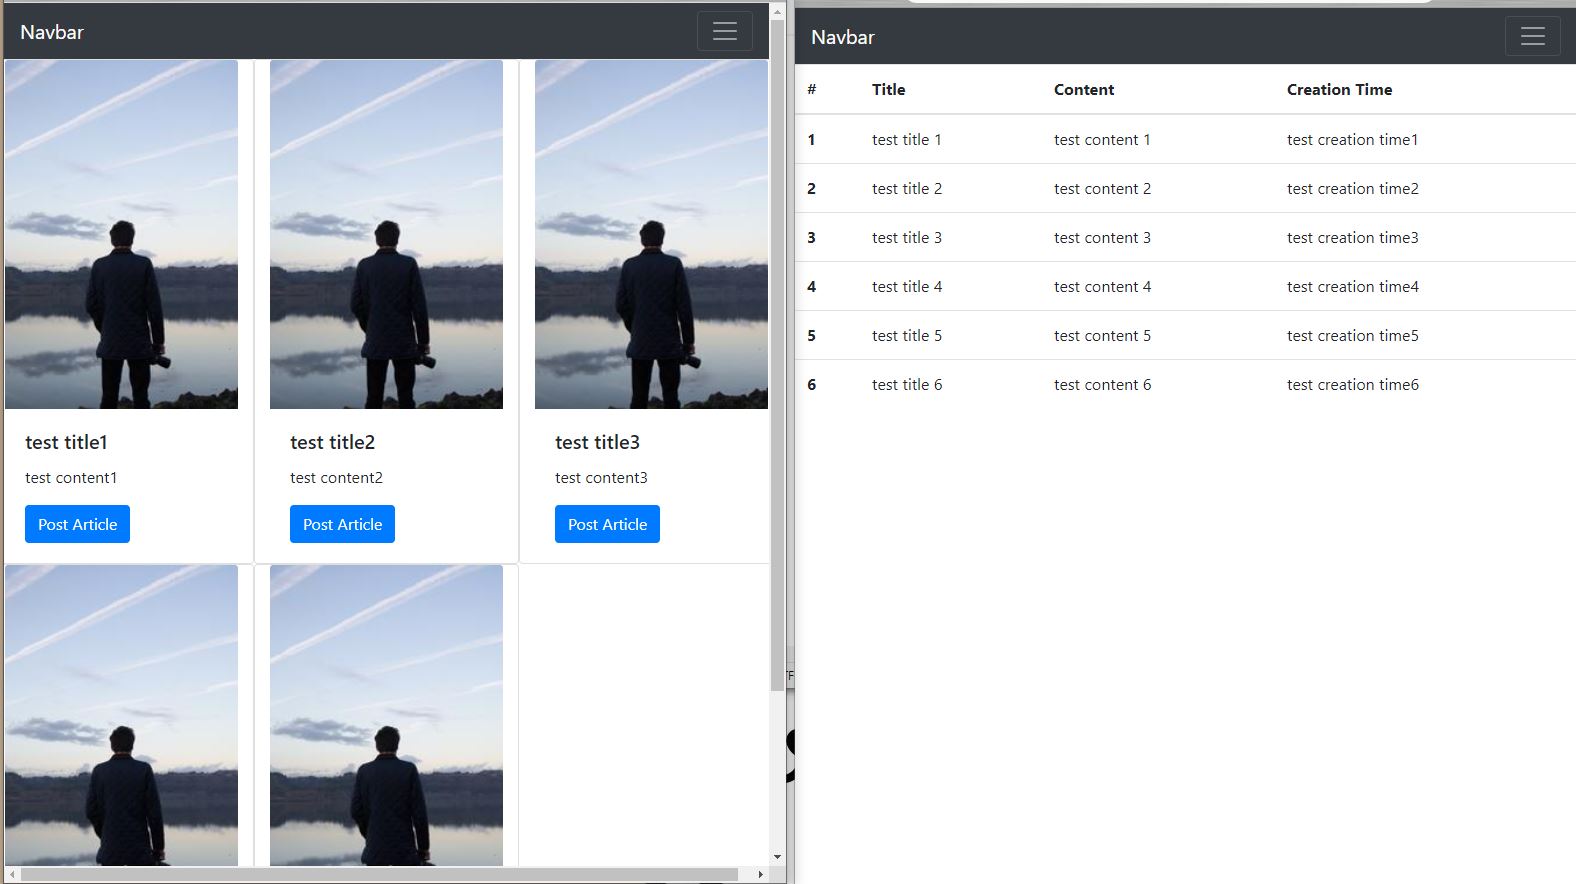 Navbar
test title1
test content1
Post Article
test title2
test content2
Post Article
test title3
test content3
Post Article
Navbar
# Title Content Creation Time
1 test title 1 test content 1 test creation time1
2 test title 2 test content 2 test creation time2
3 test title 3 test content 3 test creation time3
4 test title 4 test content 4 test creation time4
5 test title 5 test content 5 test creation time5
6 test title 6 test content 6 test creation time6